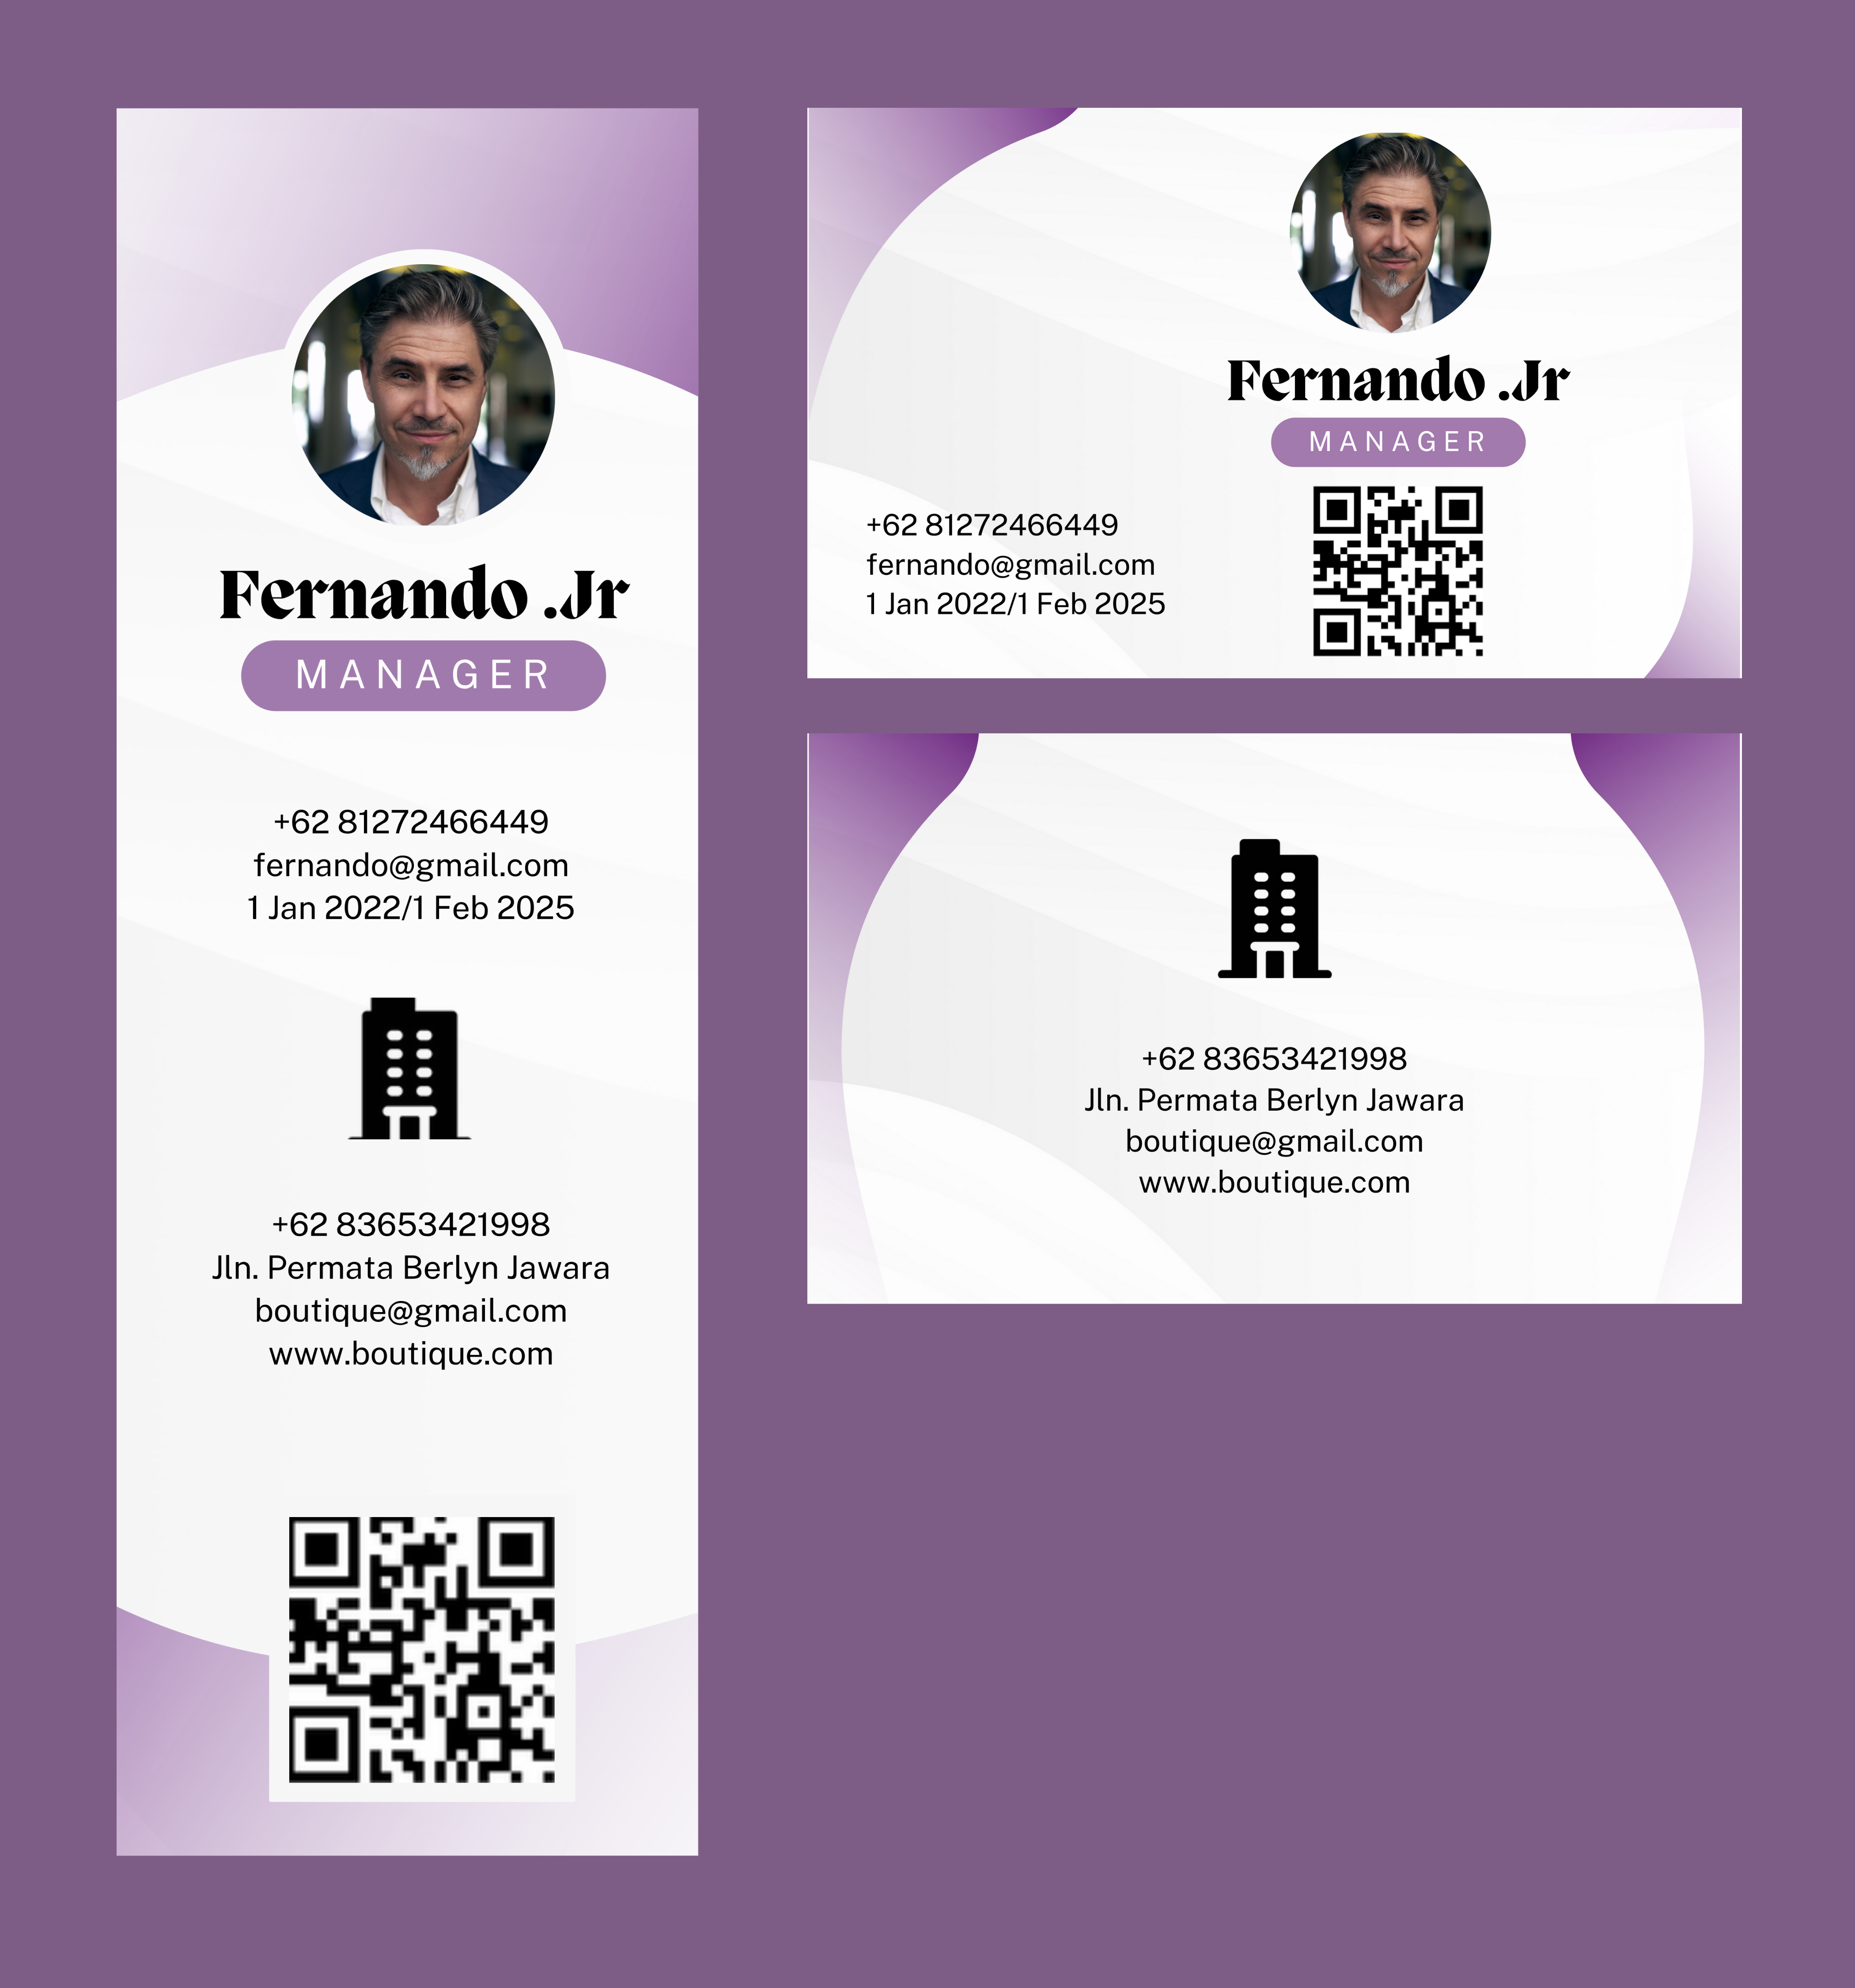 Fernando .Jr
MANAGER
+62 81272466449
fernando@gmail.com
1 Jan 2022/1 Feb 2025
+62 83653421998
Jln. Permata Berlyn Jawara
boutique@gmail.com
www.boutique.com
Fernando .Jr
MANAGER
+62 81272466449
fernando@gmail.com
1 Jan 2022/1 Feb 2025
+62 83653421998
Jln. Permata Berlyn Jawara
boutique@gmail.com
www.boutique.com